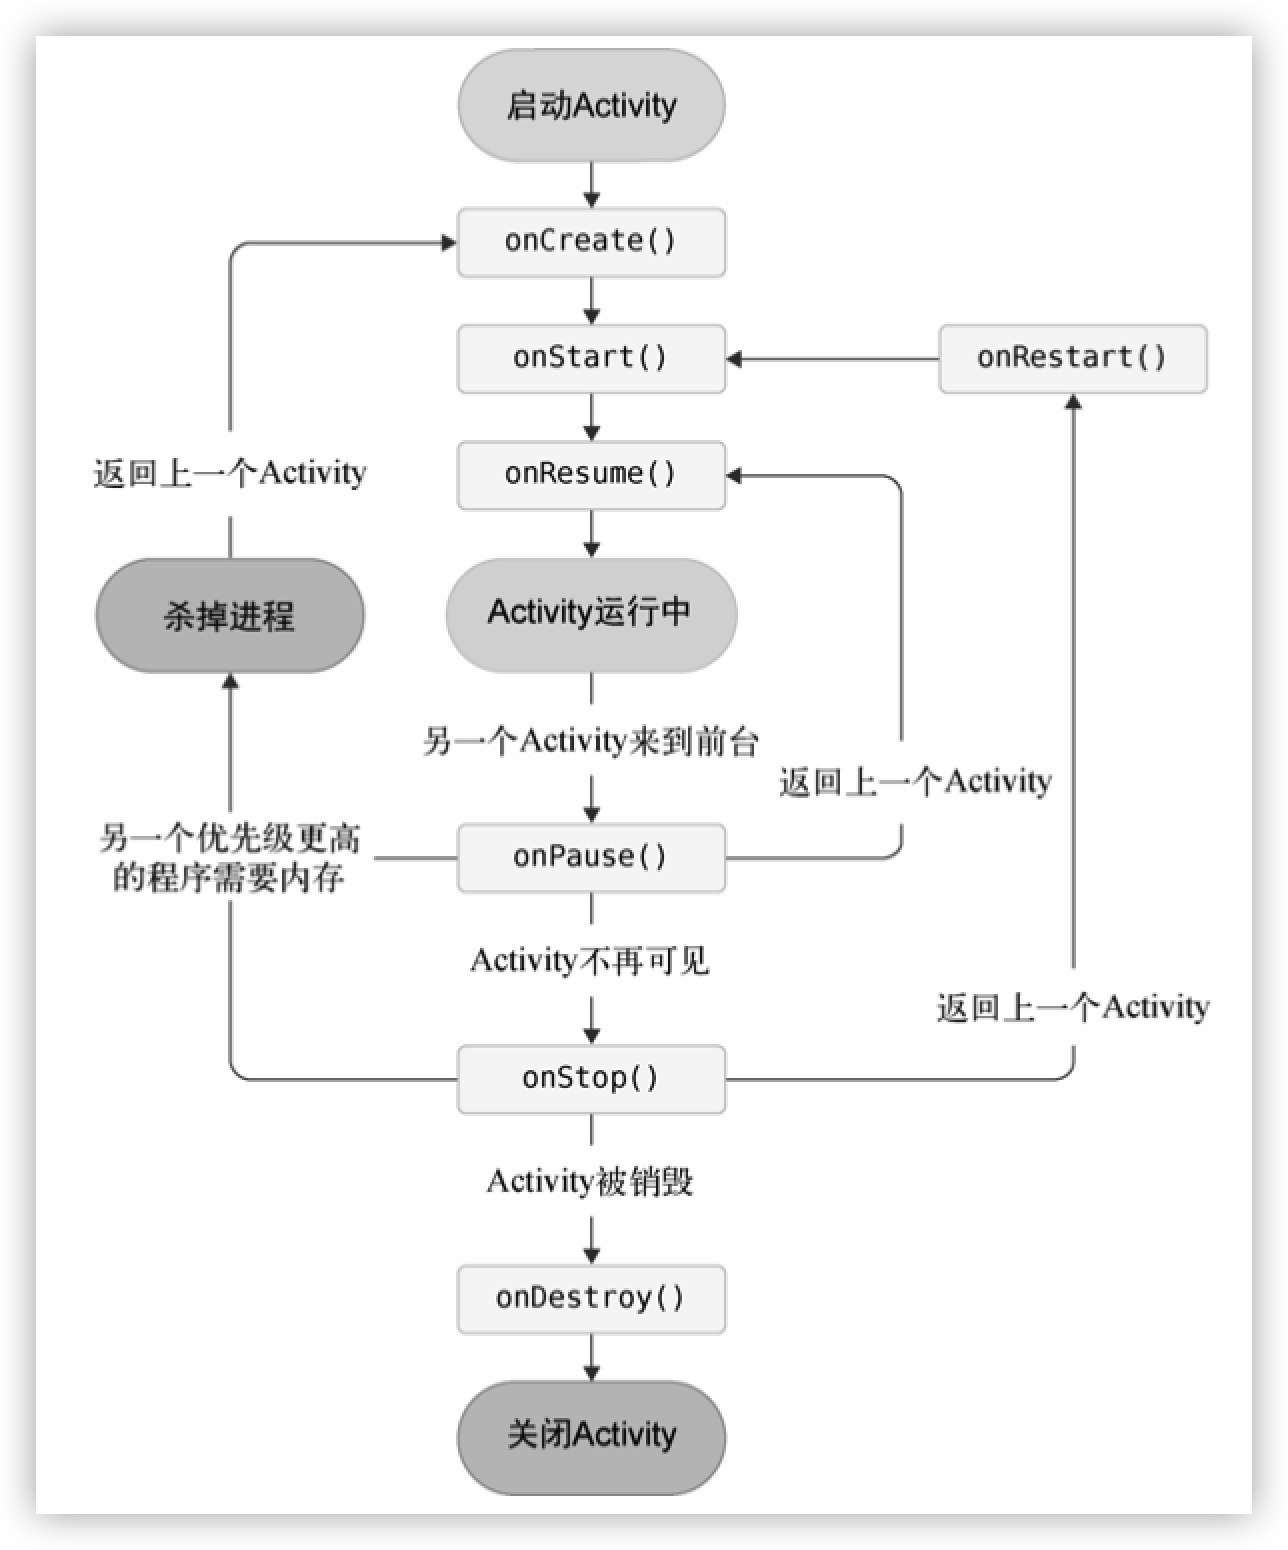 启动Activity
onCreate()
onStart()
onRestart()
返回上一个Activity
onResume()
杀掉进程
Activity运行中
另一个Activity来到前台
返回上一个Activity
另一个优先级更高
的程序需要内存
onPause()
Activity不再可见
返回上一个Activity
onStop()
Activity被销毁
onDestroy()
关闭Activity